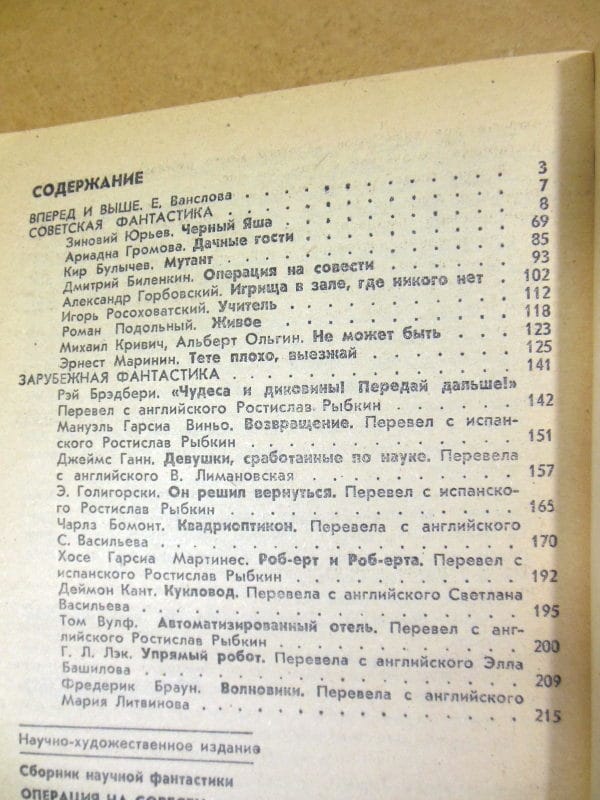 СОДЕРЖАНИЕ
ВПЕРЕД И ВЫШЕ. Е. Ванслова . . . . . . . . . 3
СОВЕТСКАЯ ФАНТАСТИКА . . . . . . . . . 7
Зиновий Юрьев. Черный Яша . . . . . . . . 8
Ариадна Громова. Дачные гости . . . . . . . 69
Кир Булычев. Мутант . . . . . . . . . 85
Дмитрий Биленкин. Операция на совести . . . . . 93
Александр Горбовский. Игрища в зале, где никого нет . 102
Игорь Росоховатский. Учитель . . . . . . . 112
Роман Подольный. Живое . . . . . . . . 118
Михаил Кривич, Альберт Ольгин. Не может быть . . . 123
Эрнест Маринин. Тете плохо, выезжай . . . . . 125
ЗАРУБЕЖНАЯ ФАНТАСТИКА . . . . . . . . . 141
Рэй Брэдбери. «Чудеса и диковины! Передай дальше!»
Перевел с английского Ростислав Рыбкин . . . . . 142
Мануэль Гарсиа Виньо. Возвращение. Перевел с испан-
ского Ростислав Рыбкин . . . . . . . . . 151
Джеймс Ганн. Девушки, сработанные по науке. Перевела
с английского В. Лимановская . . . . . . . 157
Э. Голигорски. Он решил вернуться. Перевел с испанско-
го Ростислав Рыбкин . . . . . . . . . . 165
Чарлз Бомонт. Квадриоптикон. Перевела с английского
С. Васильева . . . . . . . . . . . . 170
Хосе Гарсиа Мартинес. Роб-ерт и Роб-ерта. Перевел с
испанского Ростислав Рыбкин . . . . . . . . 192
Деймон Кант. Кукловод. Перевела с английского Светлана
Васильева . . . . . . . . . . . . . 195
Том Вулф. Автоматизированный отель. Перевел с анг-
лийского Ростислав Рыбкин . . . . . . . . 200
Г. Л. Лэк. Упрямый робот. Перевела с английского Элла
Башилова . . . . . . . . . . . . . 209
Фредерик Браун. Волновики. Перевела с английского
Мария Литвинова . . . . . . . . . . . 215
Научно-художественное издание
Сборник научной фантастики
ОПЕРАЦИЯ НА